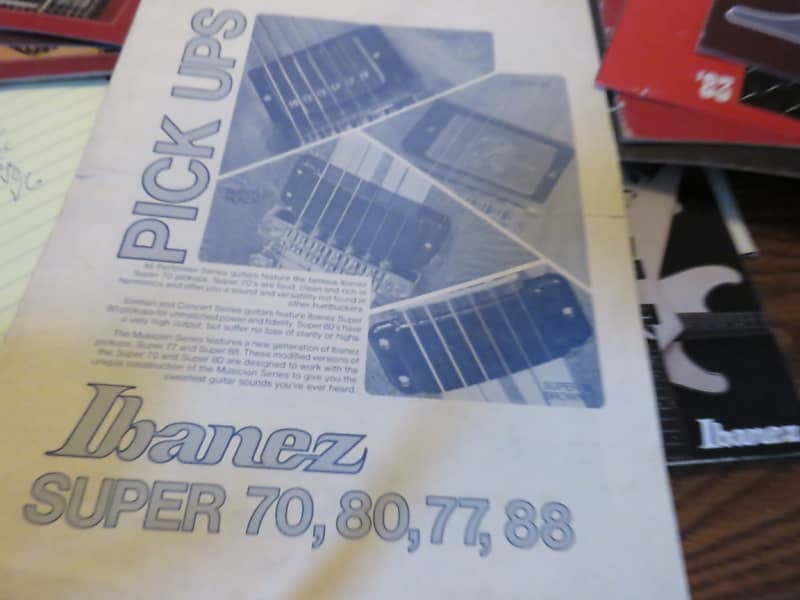 PICK UPS
All Performer Series guitars feature the famous Ibanez
Super 70 pickups. Super 70's are loud, clean and rich in
harmonics and offer you a sound and versatility not found in
other humbuckers.
Artist and Concert Series guitars feature Ibanez Super
80 pickups for unmatched power and fidelity. Super 80's have
a very high output, but suffer no loss of clarity or highs.
The Musician Series features a new generation of Ibanez
pickups, Super 77 and Super 88. These modified versions of
the Super 70 and Super 80 are designed to work with the
unique construction of the Musician Series to give you the
sweetest guitar sounds you've ever heard.
Ibanez
SUPER 70, 80, 77, 88
Ibanez